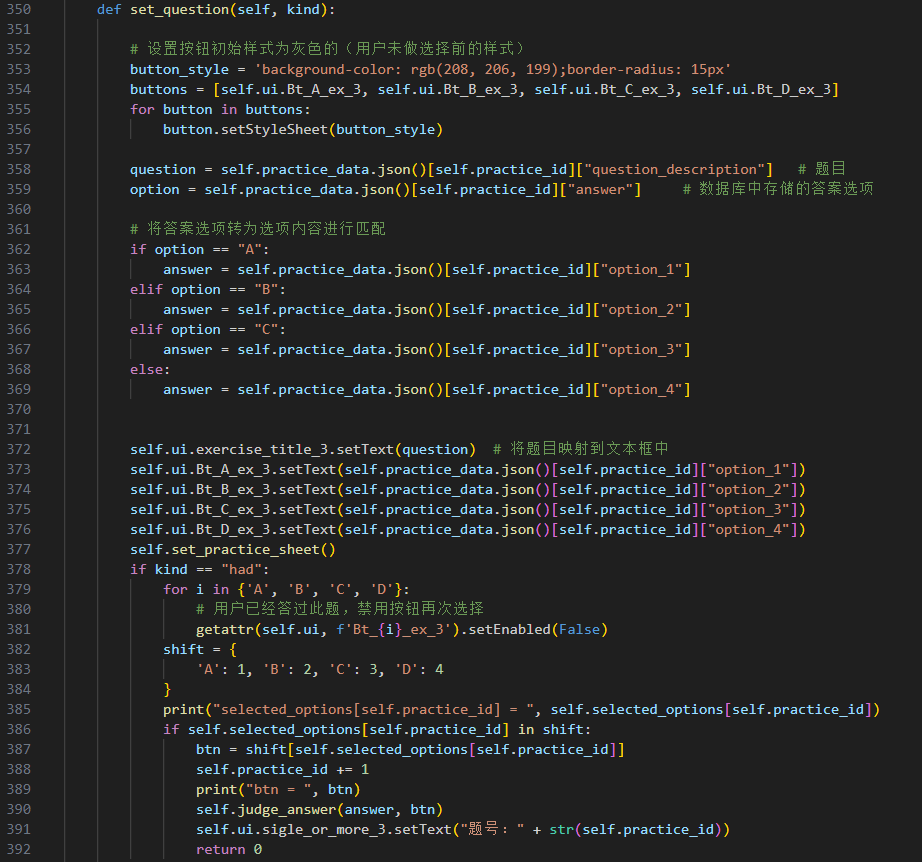 350 def set_question(self, kind):
351
352 # 设置按钮初始样式为灰色的（用户未做选择前的样式）
353 button_style = 'background-color: rgb(208, 206, 199);border-radius: 15px'
354 buttons = [self.ui.Bt_A_ex_3, self.ui.Bt_B_ex_3, self.ui.Bt_C_ex_3, self.ui.Bt_D_ex_3]
355 for button in buttons:
356 button.setStyleSheet(button_style)
357
358 question = self.practice_data.json()[self.practice_id]["question_description"] # 题目
359 option = self.practice_data.json()[self.practice_id]["answer"] # 数据库中存储的答案选项
360
361 # 将答案选项转为选项内容进行匹配
362 if option == "A":
363 answer = self.practice_data.json()[self.practice_id]["option_1"]
364 elif option == "B":
365 answer = self.practice_data.json()[self.practice_id]["option_2"]
366 elif option == "C":
367 answer = self.practice_data.json()[self.practice_id]["option_3"]
368 else:
369 answer = self.practice_data.json()[self.practice_id]["option_4"]
370
371
372 self.ui.exercise_title_3.setText(question) # 将题目映射到文本框中
373 self.ui.Bt_A_ex_3.setText(self.practice_data.json()[self.practice_id]["option_1"])
374 self.ui.Bt_B_ex_3.setText(self.practice_data.json()[self.practice_id]["option_2"])
375 self.ui.Bt_C_ex_3.setText(self.practice_data.json()[self.practice_id]["option_3"])
376 self.ui.Bt_D_ex_3.setText(self.practice_data.json()[self.practice_id]["option_4"])
377 self.set_practice_sheet()
378 if kind == "had":
379 for i in {'A', 'B', 'C', 'D'}:
380 # 用户已经答过此题，禁用按钮再次选择
381 getattr(self.ui, f'Bt_{i}_ex_3').setEnabled(False)
382 shift = {
383 'A': 1, 'B': 2, 'C': 3, 'D': 4
384 }
385 print("selected_options[self.practice_id] = ", self.selected_options[self.practice_id])
386 if self.selected_options[self.practice_id] in shift:
387 btn = shift[self.selected_options[self.practice_id]]
388 self.practice_id += 1
389 print("btn = ", btn)
390 self.judge_answer(answer, btn)
391 self.ui.sigle_or_more_3.setText("题号：" + str(self.practice_id))
392 return 0